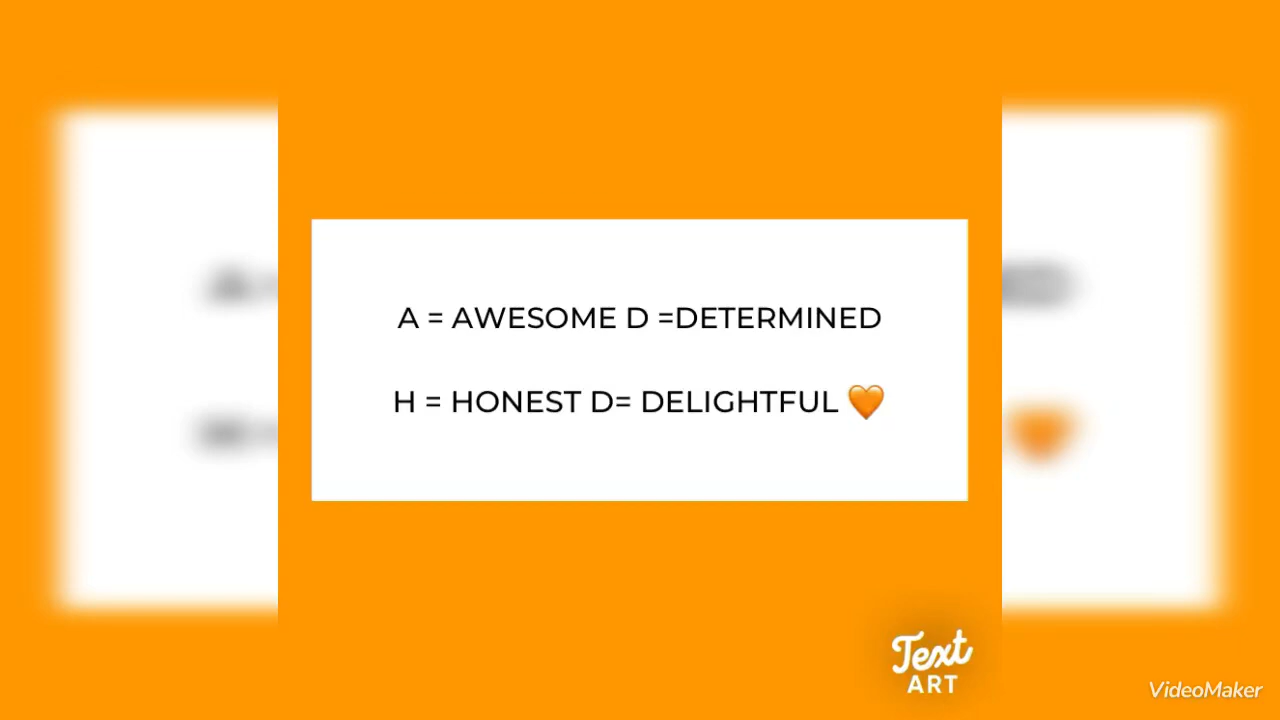 A = AWESOME D =DETERMINED
H = HONEST D= DELIGHTFUL 🧡
Text
ART
VideoMaker